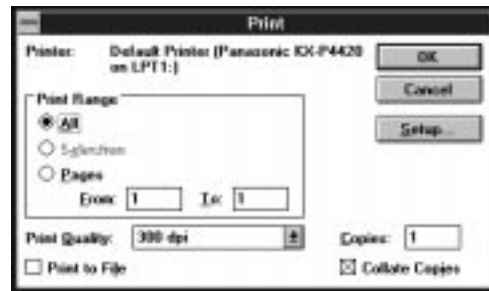 Print
Printer: Default Printer (Panasonic KX-P4420 on LPT1:)
OK
Cancel
Setup...
Print Range
All
Selection
Pages
From: 1 To: 1
Print Quality: 300 dpi
Copies: 1
Print to File
Collate Copies